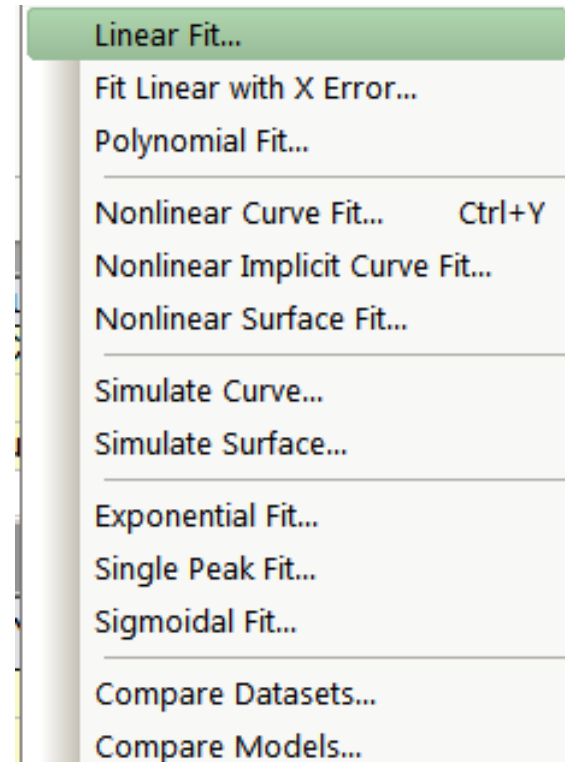 Linear Fit...
Fit Linear with X Error...
Polynomial Fit...
Nonlinear Curve Fit... Ctrl+Y
Nonlinear Implicit Curve Fit...
Nonlinear Surface Fit...
Simulate Curve...
Simulate Surface...
Exponential Fit...
Single Peak Fit...
Sigmoidal Fit...
Compare Datasets...
Compare Models...